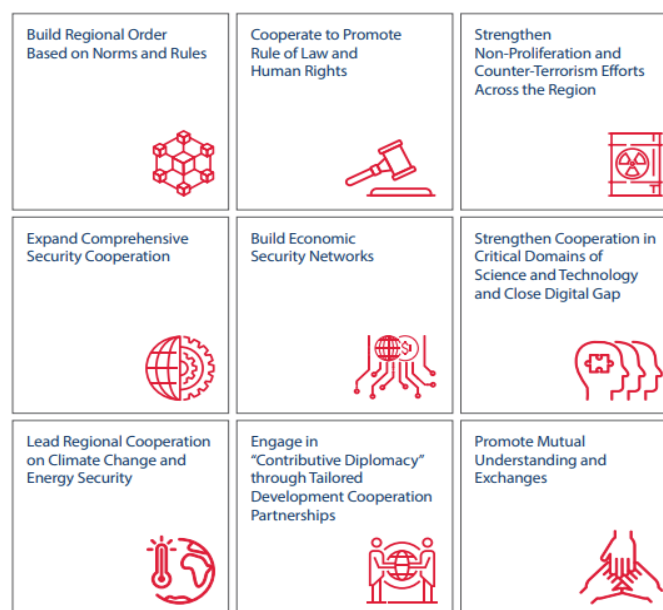 Build Regional Order
Based on Norms and Rules
Cooperate to Promote
Rule of Law and
Human Rights
Strengthen
Non-Proliferation and
Counter-Terrorism Efforts
Across the Region
Expand Comprehensive
Security Cooperation
Build Economic
Security Networks
Strengthen Cooperation in
Critical Domains of
Science and Technology
and Close Digital Gap
Lead Regional Cooperation
on Climate Change and
Energy Security
Engage in
“Contributive Diplomacy”
through Tailored
Development Cooperation
Partnerships
Promote Mutual
Understanding and
Exchanges